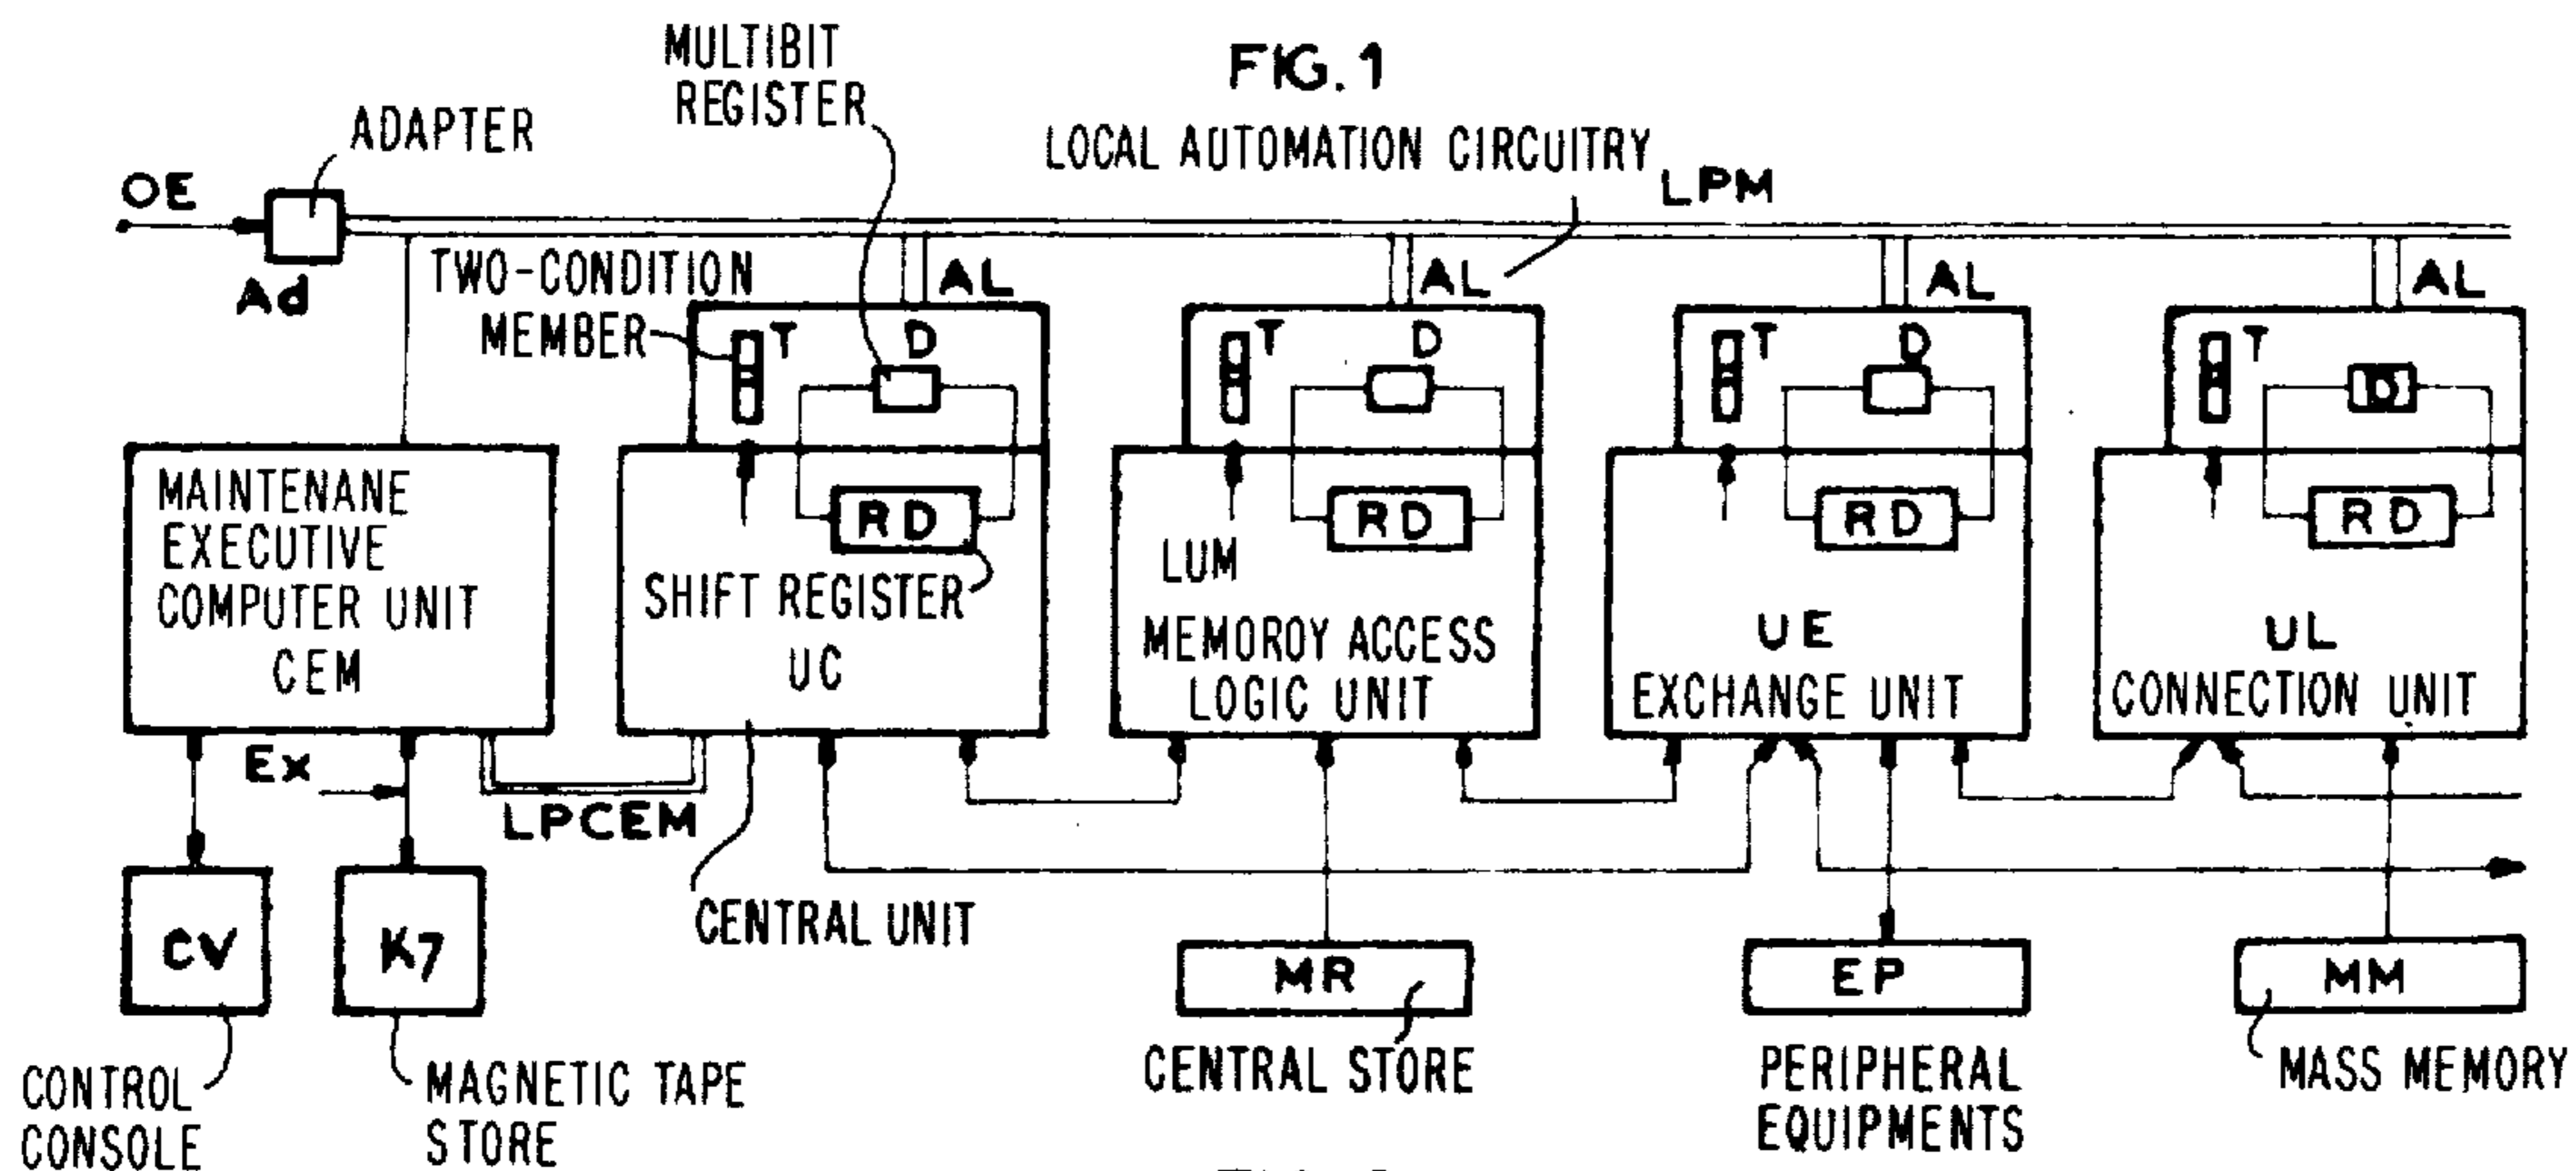 FIG. 1
MULTIBIT
REGISTER
ADAPTER
LOCAL AUTOMATION CIRCUITRY
OE
LPM
Ad
TWO-CONDITION
MEMBER
AL
AL
AL
AL
T
D
T
D
T
D
T
D
MAINTENANE
EXECUTIVE
COMPUTER UNIT
CEM
RD
SHIFT REGISTER
UC
RD
LUM
MEMOROY ACCESS
LOGIC UNIT
RD
UE
EXCHANGE UNIT
RD
UL
CONNECTION UNIT
Ex
LPCEM
CV
K7
CENTRAL UNIT
MR
EP
MM
CONTROL
CONSOLE
MAGNETIC TAPE
STORE
CENTRAL STORE
PERIPHERAL
EQUIPMENTS
MASS MEMORY